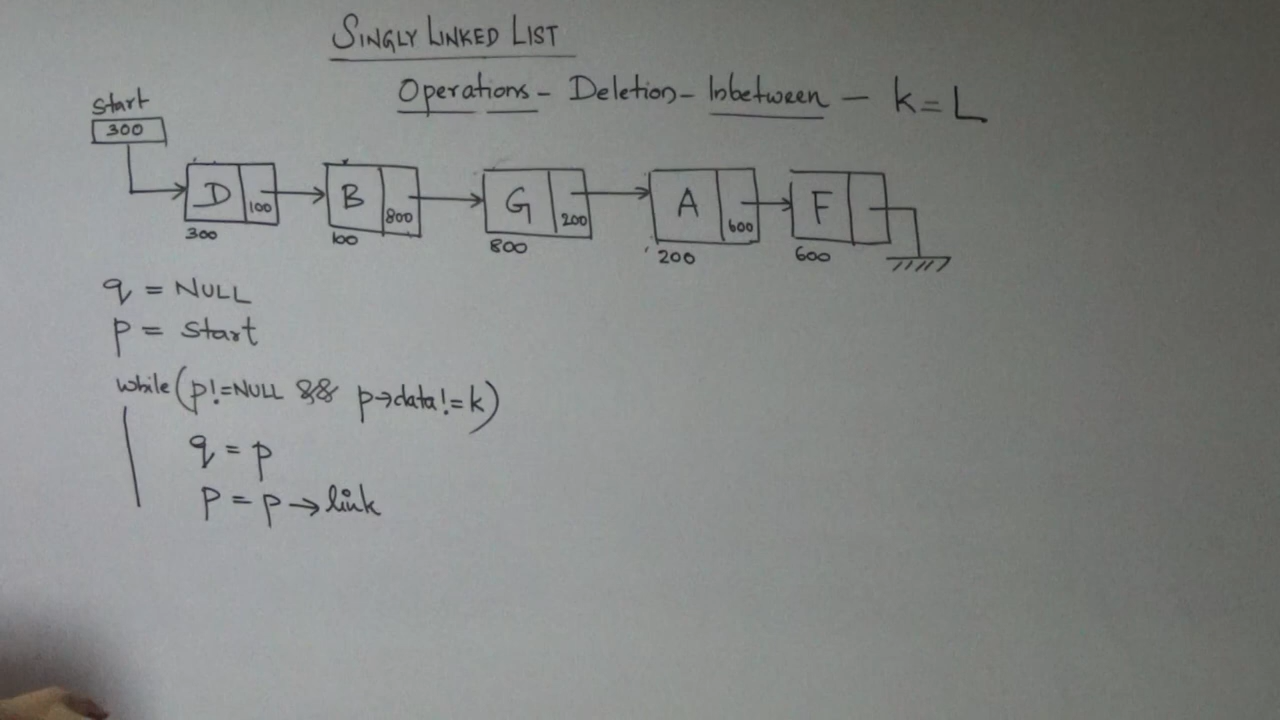 SINGLY LINKED LIST
Operations - Deletion - Inbetween - k = L
Start
300
D 100 B 800 G 200 A 600 F
300 100 800 200 600
q = NULL
p = Start
while(p!=NULL && p→data!=k)
q = p
p = p→link